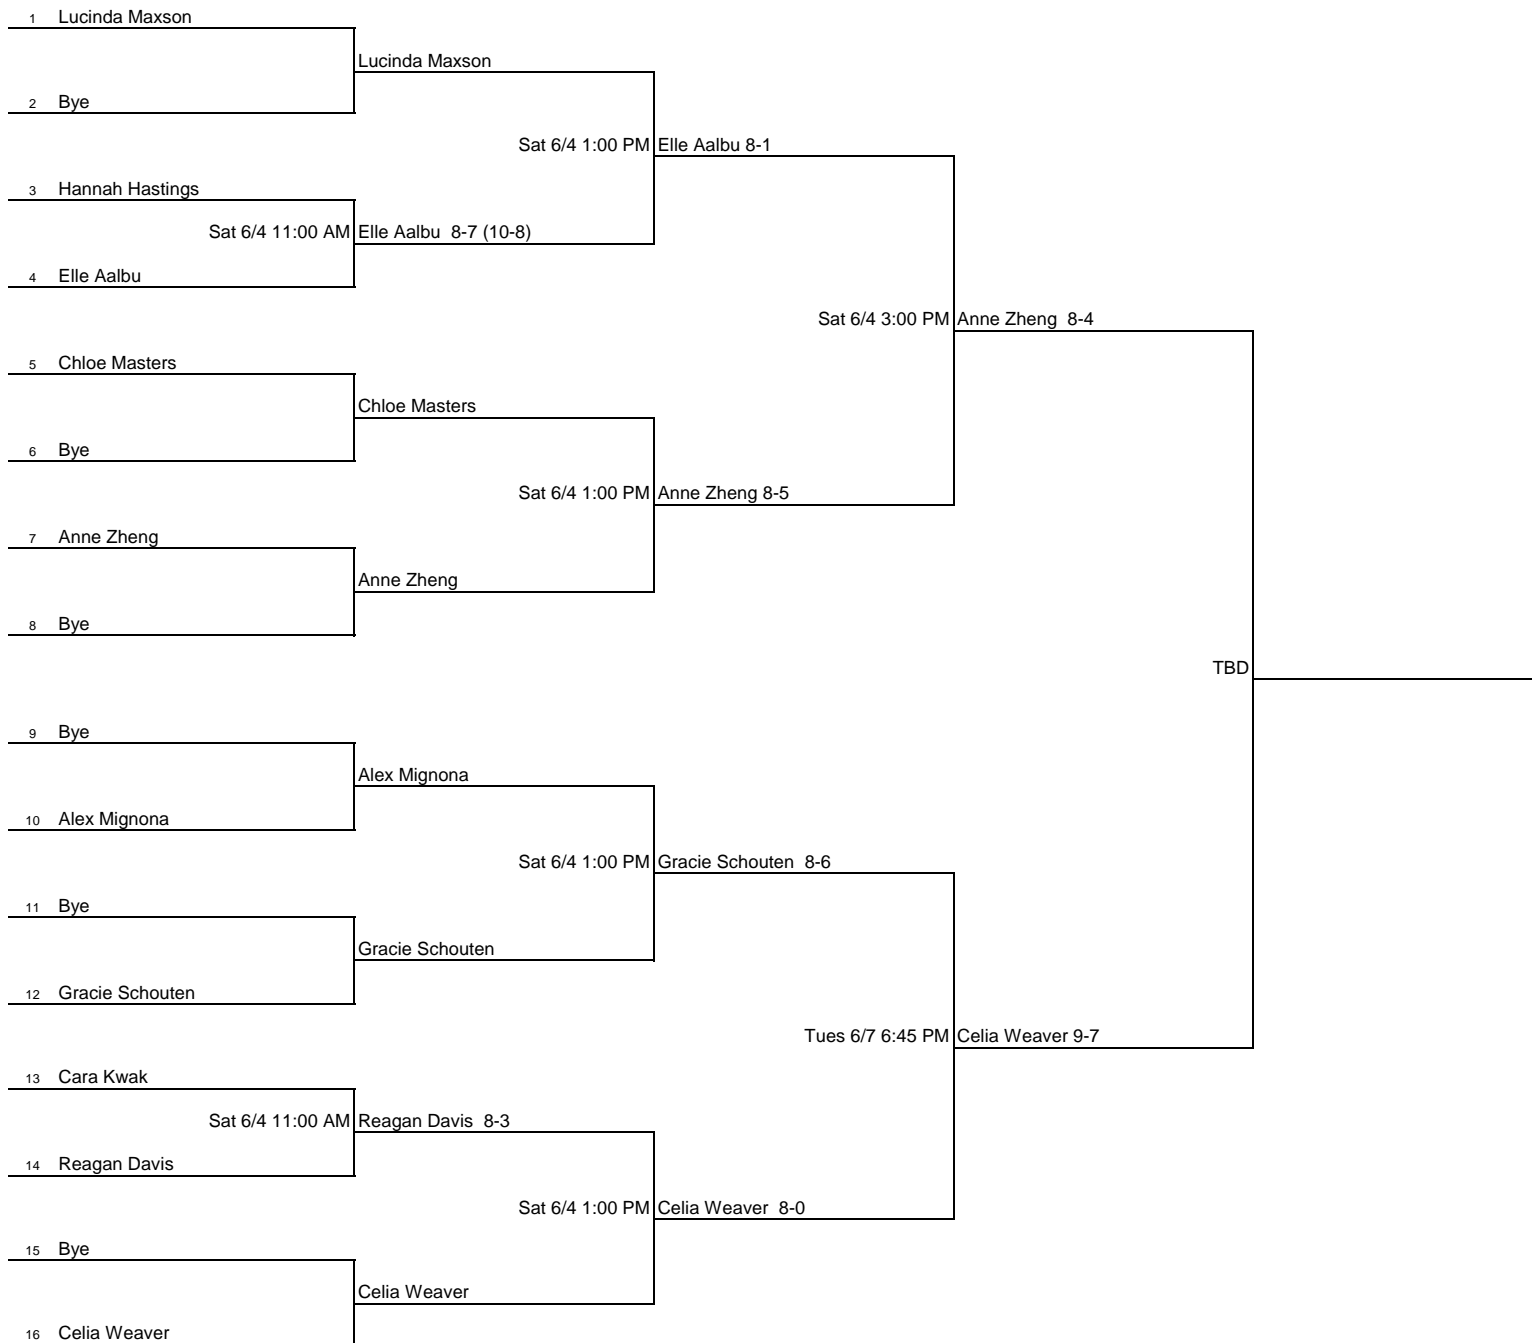 1 Lucinda Maxson
Lucinda Maxson
2 Bye
Sat 6/4 1:00 PM Elle Aalbu 8-1
3 Hannah Hastings
Sat 6/4 11:00 AM Elle Aalbu 8-7 (10-8)
4 Elle Aalbu
Sat 6/4 3:00 PM Anne Zheng 8-4
5 Chloe Masters
Chloe Masters
6 Bye
Sat 6/4 1:00 PM Anne Zheng 8-5
7 Anne Zheng
Anne Zheng
8 Bye
TBD
9 Bye
Alex Mignona
10 Alex Mignona
Sat 6/4 1:00 PM Gracie Schouten 8-6
11 Bye
Gracie Schouten
12 Gracie Schouten
Tues 6/7 6:45 PM Celia Weaver 9-7
13 Cara Kwak
Sat 6/4 11:00 AM Reagan Davis 8-3
14 Reagan Davis
Sat 6/4 1:00 PM Celia Weaver 8-0
15 Bye
Celia Weaver
16 Celia Weaver